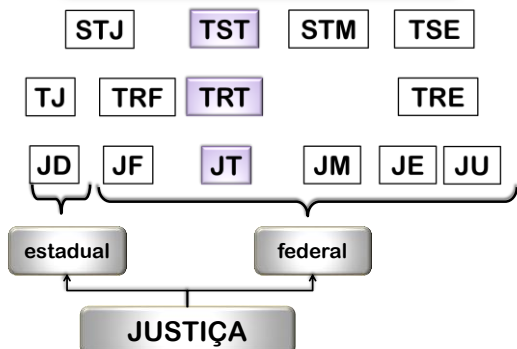 STJ TST STM TSE
TJ TRF TRT TRE
JD JF JT JM JE JU
estadual federal
JUSTIÇA